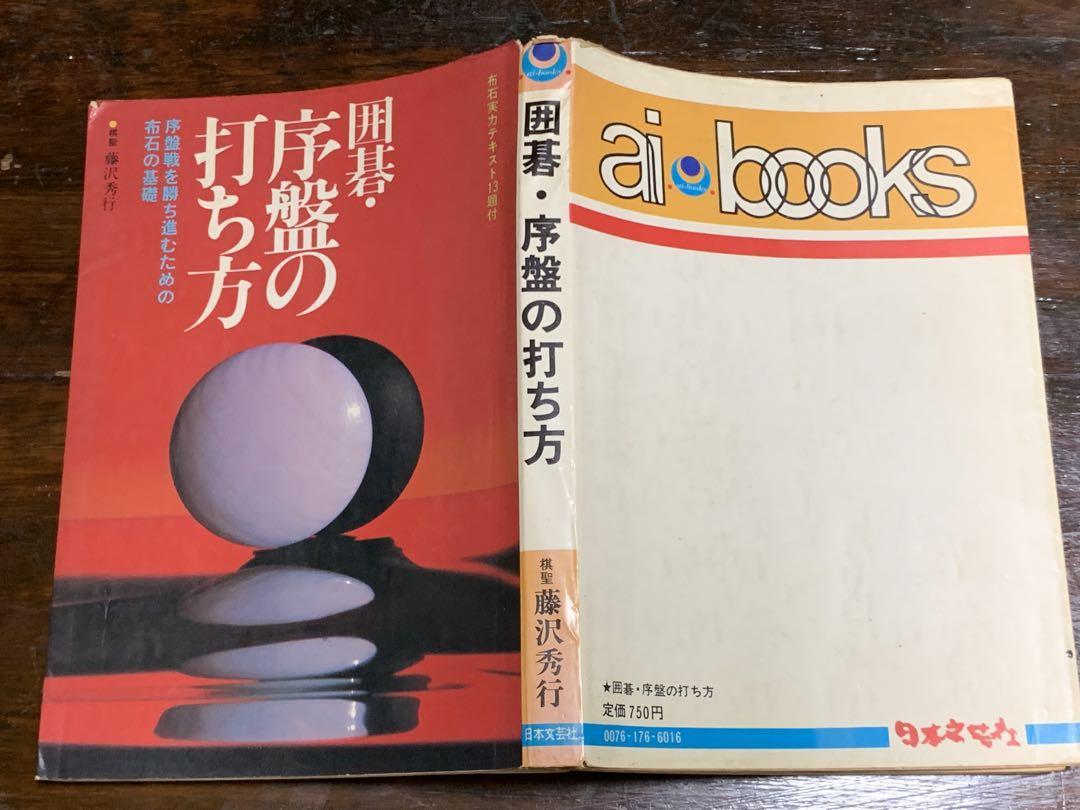 布石実力テキスト13題付
囲碁・
序盤の
打ち方
序盤戦を勝ち進むための
布石の基礎
●棋聖 藤沢秀行
ai・books
囲碁・序盤の打ち方
棋聖 藤沢秀行
日本文芸社
ai・books
ai・books
★囲碁・序盤の打ち方
定価750円
0076-176-6016
日本文芸社